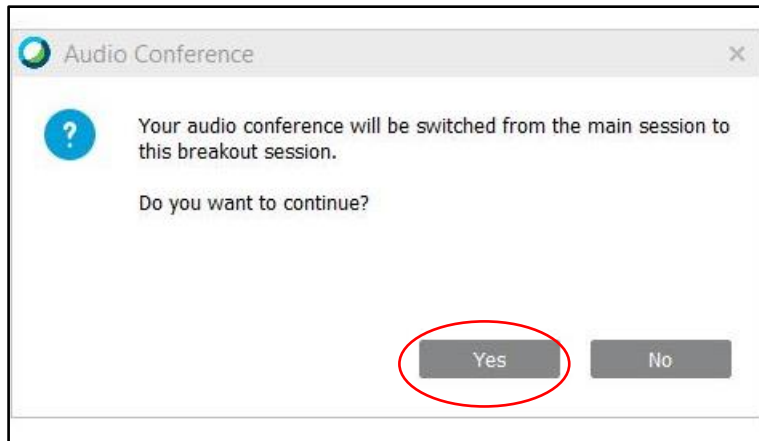 Audio Conference
Your audio conference will be switched from the main session to
this breakout session.
Do you want to continue?
Yes No